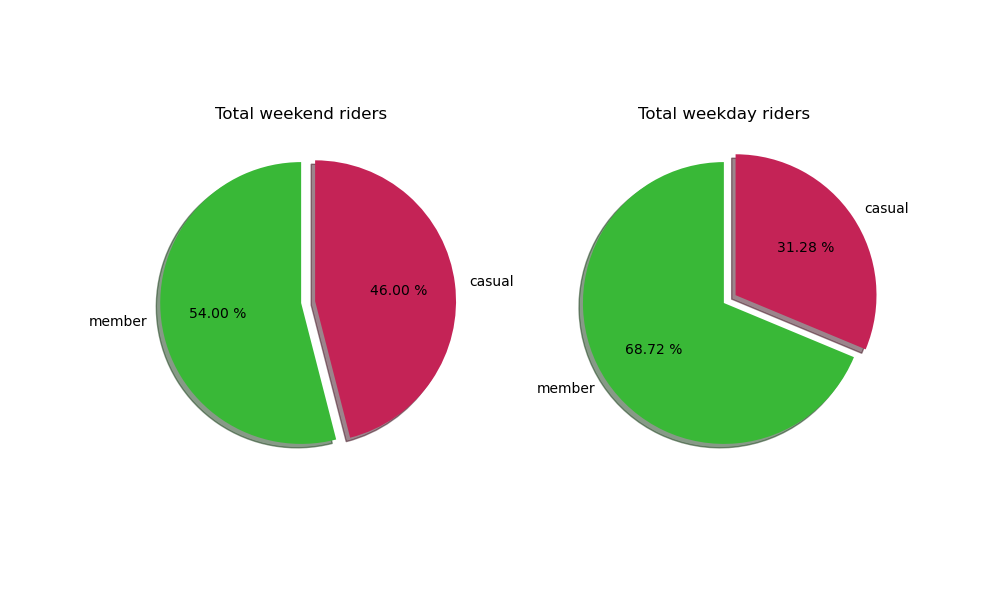 Total weekend riders
member
54.00 %
46.00 %
casual
Total weekday riders
casual
31.28 %
68.72 %
member